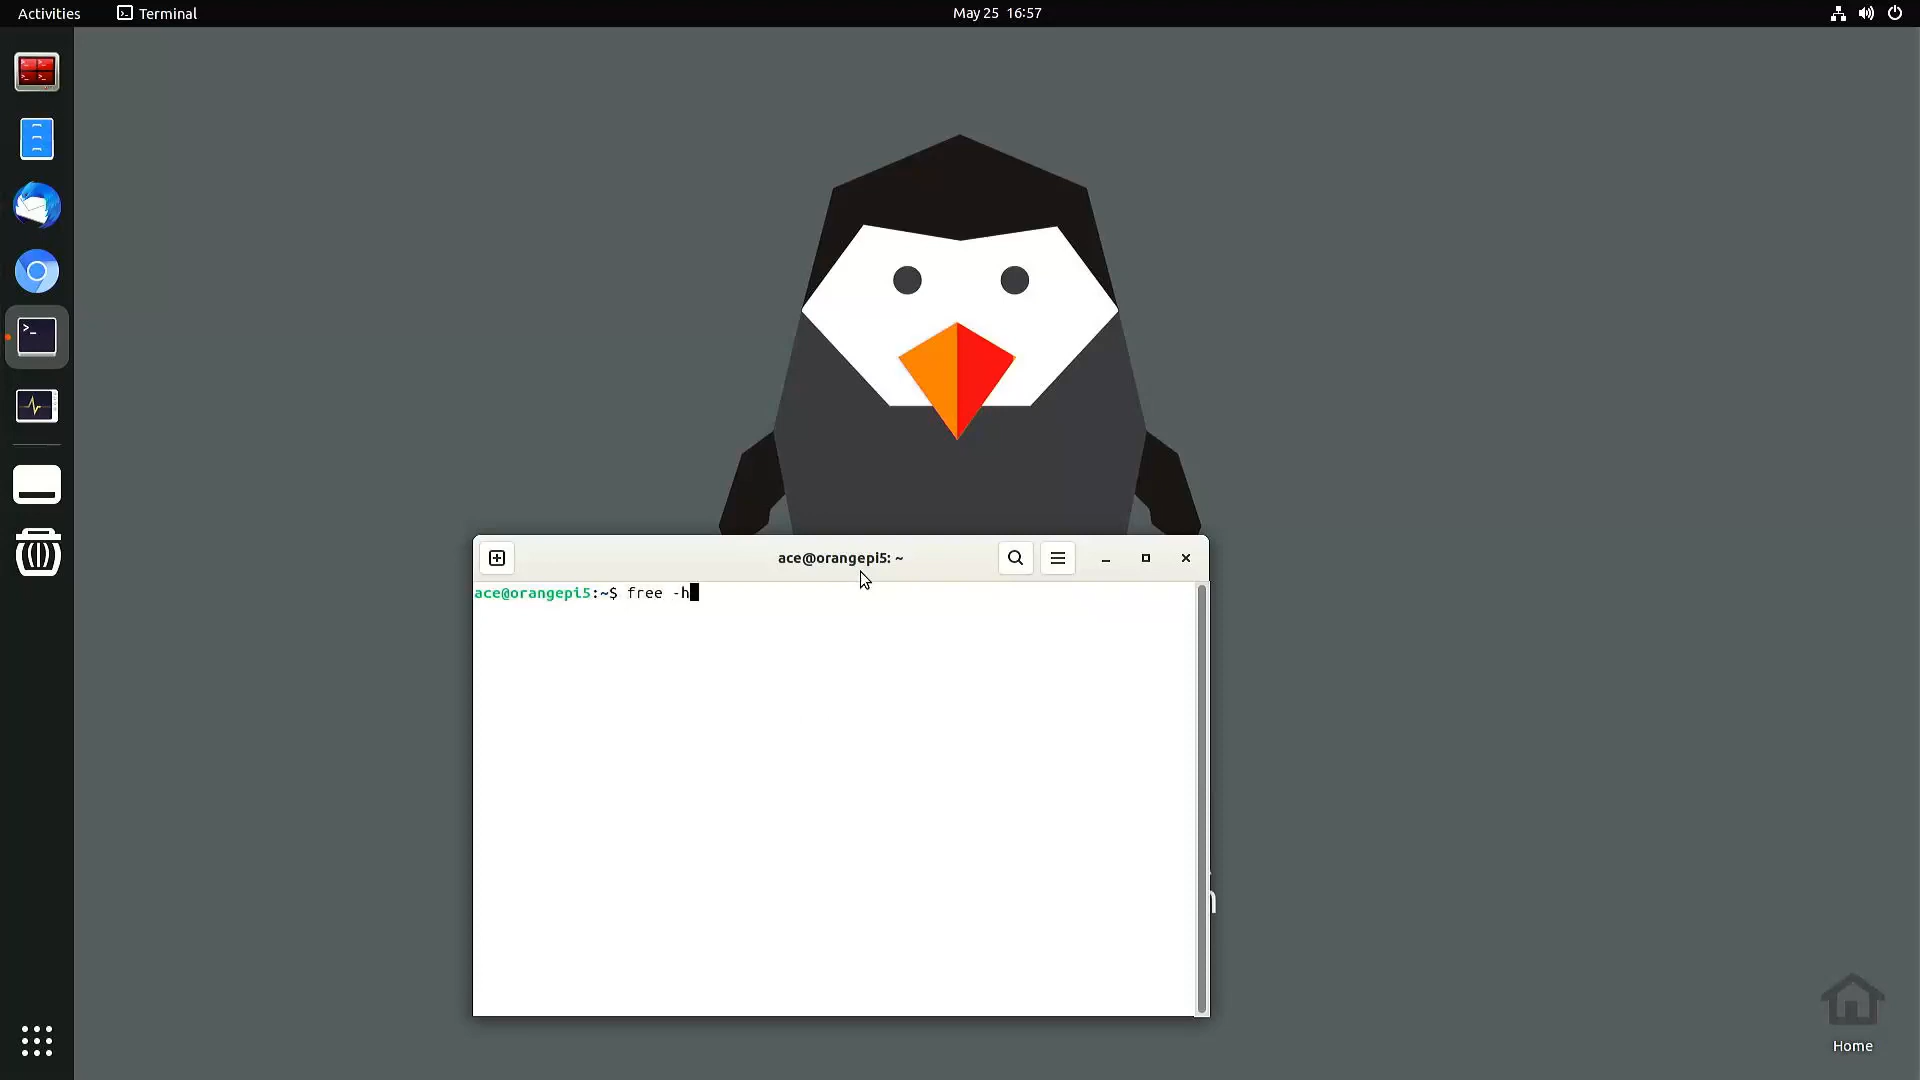 Activities
Terminal
May 25 16:57
ace@orangepi5: ~
ace@orangepi5:~$ free -h
Home